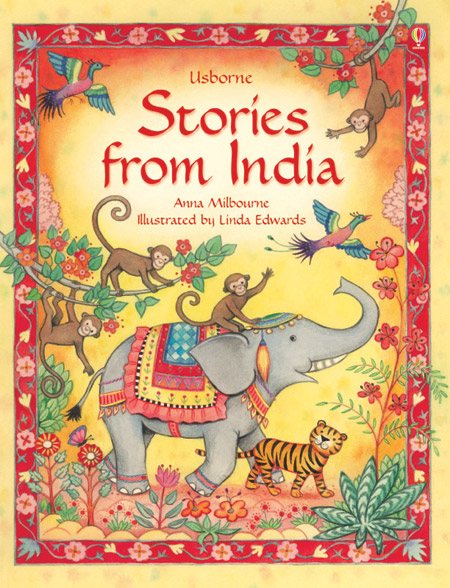 Usborne
Stories
from India
Anna Milbourne
Illustrated by Linda Edwards